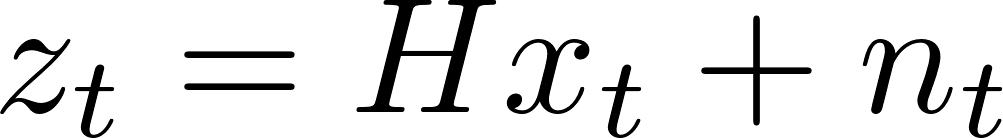 z_t = Hx_t + n_t